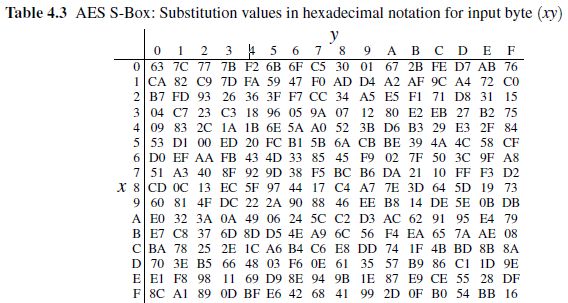 Table 4.3 AES S-Box: Substitution values in hexadecimal notation for input byte (xy)
y
0 1 2 3 4 5 6 7 8 9 A B C D E F
0 63 7C 77 7B F2 6B 6F C5 30 01 67 2B FE D7 AB 76
1 CA 82 C9 7D FA 59 47 F0 AD D4 A2 AF 9C A4 72 C0
2 B7 FD 93 26 36 3F F7 CC 34 A5 E5 F1 71 D8 31 15
3 04 C7 23 C3 18 96 05 9A 07 12 80 E2 EB 27 B2 75
4 09 83 2C 1A 1B 6E 5A A0 52 3B D6 B3 29 E3 2F 84
5 53 D1 00 ED 20 FC B1 5B 6A CB BE 39 4A 4C 58 CF
6 D0 EF AA FB 43 4D 33 85 45 F9 02 7F 50 3C 9F A8
7 51 A3 40 8F 92 9D 38 F5 BC B6 DA 21 10 FF F3 D2
x 8 CD 0C 13 EC 5F 97 44 17 C4 A7 7E 3D 64 5D 19 73
9 60 81 4F DC 22 2A 90 88 46 EE B8 14 DE 5E 0B DB
A E0 32 3A 0A 49 06 24 5C C2 D3 AC 62 91 95 E4 79
B E7 C8 37 6D 8D D5 4E A9 6C 56 F4 EA 65 7A AE 08
C BA 78 25 2E 1C A6 B4 C6 E8 DD 74 1F 4B BD 8B 8A
D 70 3E B5 66 48 03 F6 0E 61 35 57 B9 86 C1 1D 9E
E E1 F8 98 11 69 D9 8E 94 9B 1E 87 E9 CE 55 28 DF
F 8C A1 89 0D BF E6 42 68 41 99 2D 0F B0 54 BB 16